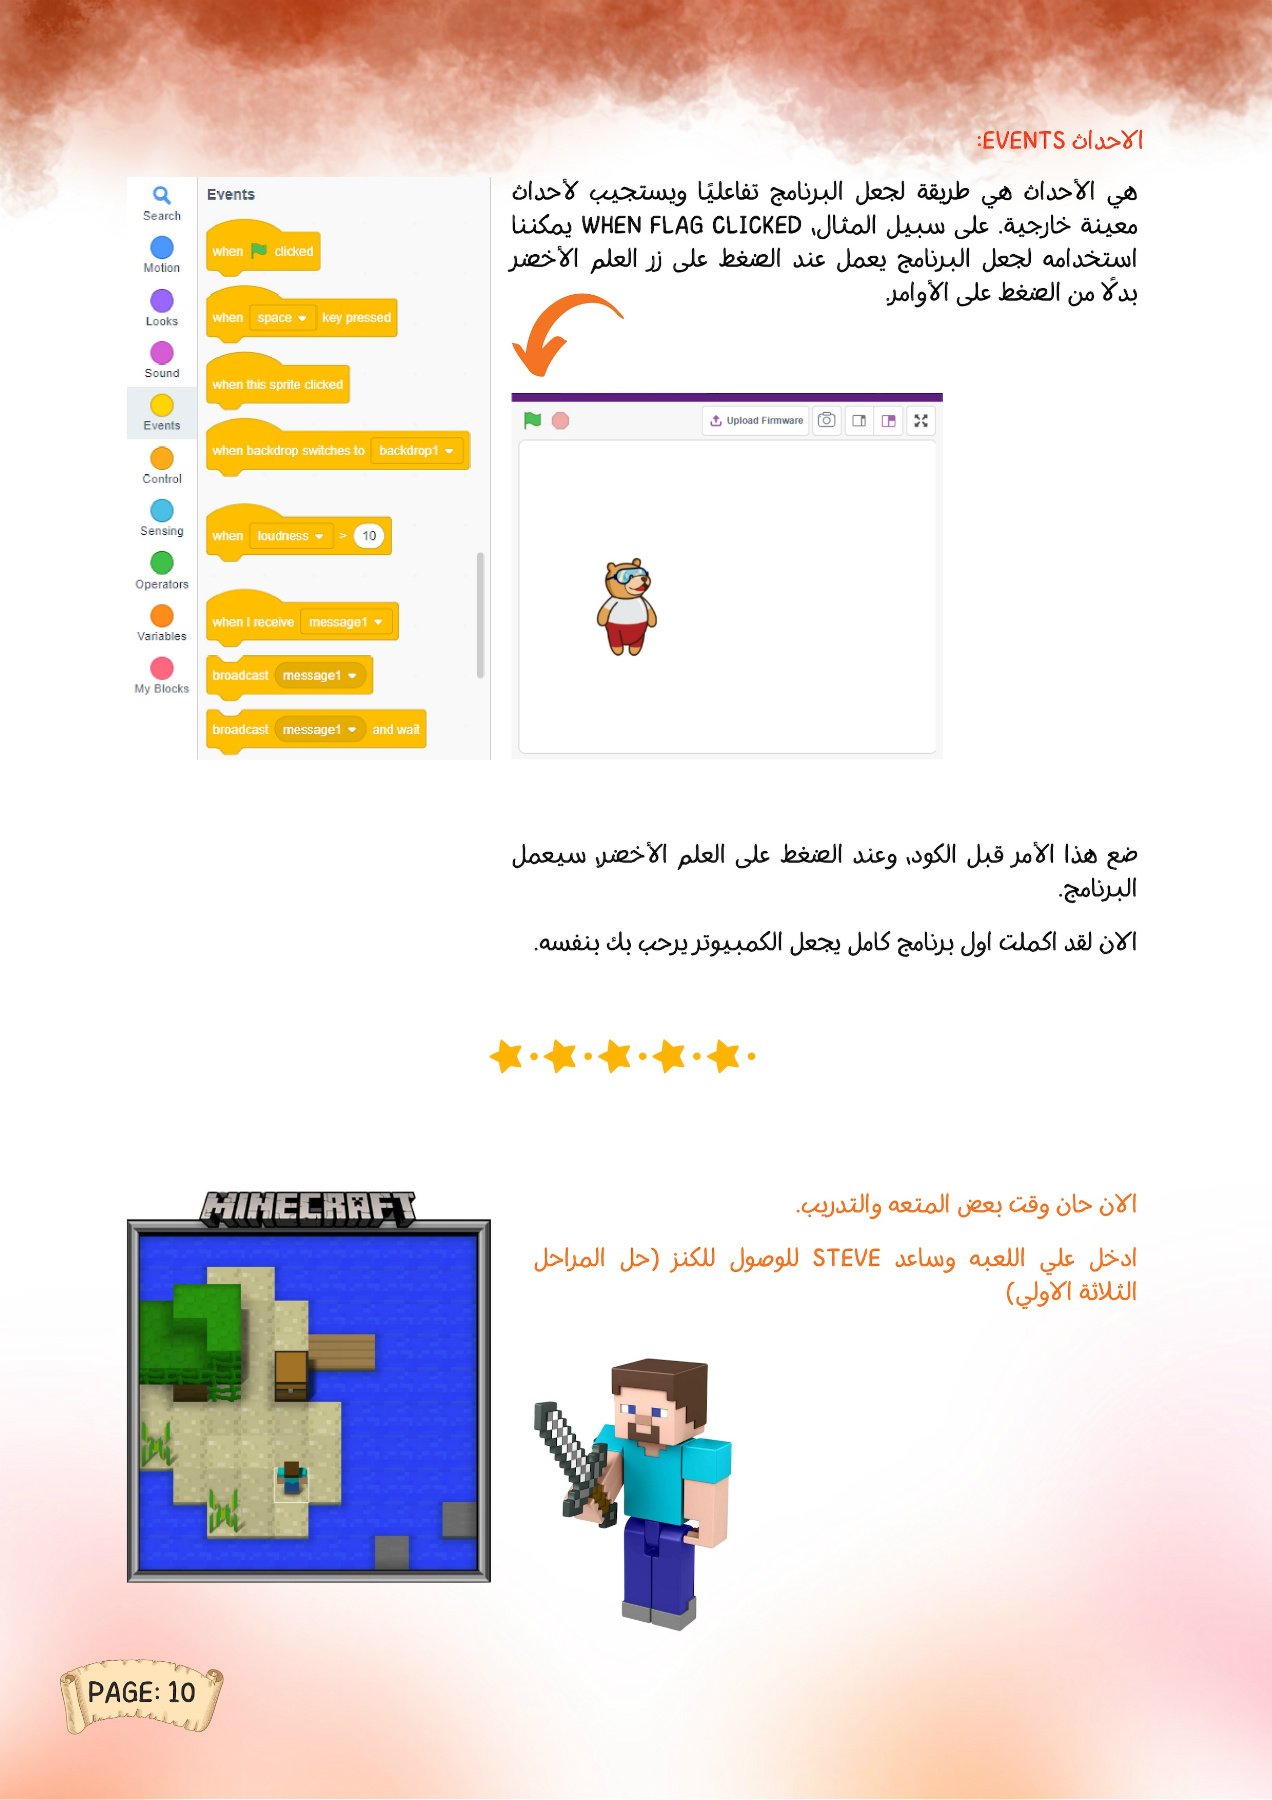 الاحداث EVENTS:
هي الأحداث هي طريقة لجعل البرنامج تفاعليًا ويستجيب لأحداث
معينة خارجية. على سبيل المثال، WHEN FLAG CLICKED يمكننا
استخدامه لجعل البرنامج يعمل عند الضغط على زر العلم الأخضر
بدلًا من الضغط على الأوامر.
Search
Motion
Looks
Sound
Events
Control
Sensing
Operators
Variables
My Blocks
Events
when clicked
when space key pressed
when this sprite clicked
when backdrop switches to backdrop1
when loudness > 10
when I receive message1
broadcast message1
broadcast message1 and wait
Upload Firmware
ضع هذا الأمر قبل الكود، وعند الضغط على العلم الأخضر، سيعمل
البرنامج.
الان لقد اكملت اول برنامج كامل يجعل الكمبيوتر يرحب بك بنفسه.
الان حان وقت بعض المتعه والتدريب.
ادخل علي اللعبه وساعد STEVE للوصول للكنز (حل المراحل
الثلاثة الاولي)
MINECRAFT
PAGE: 10